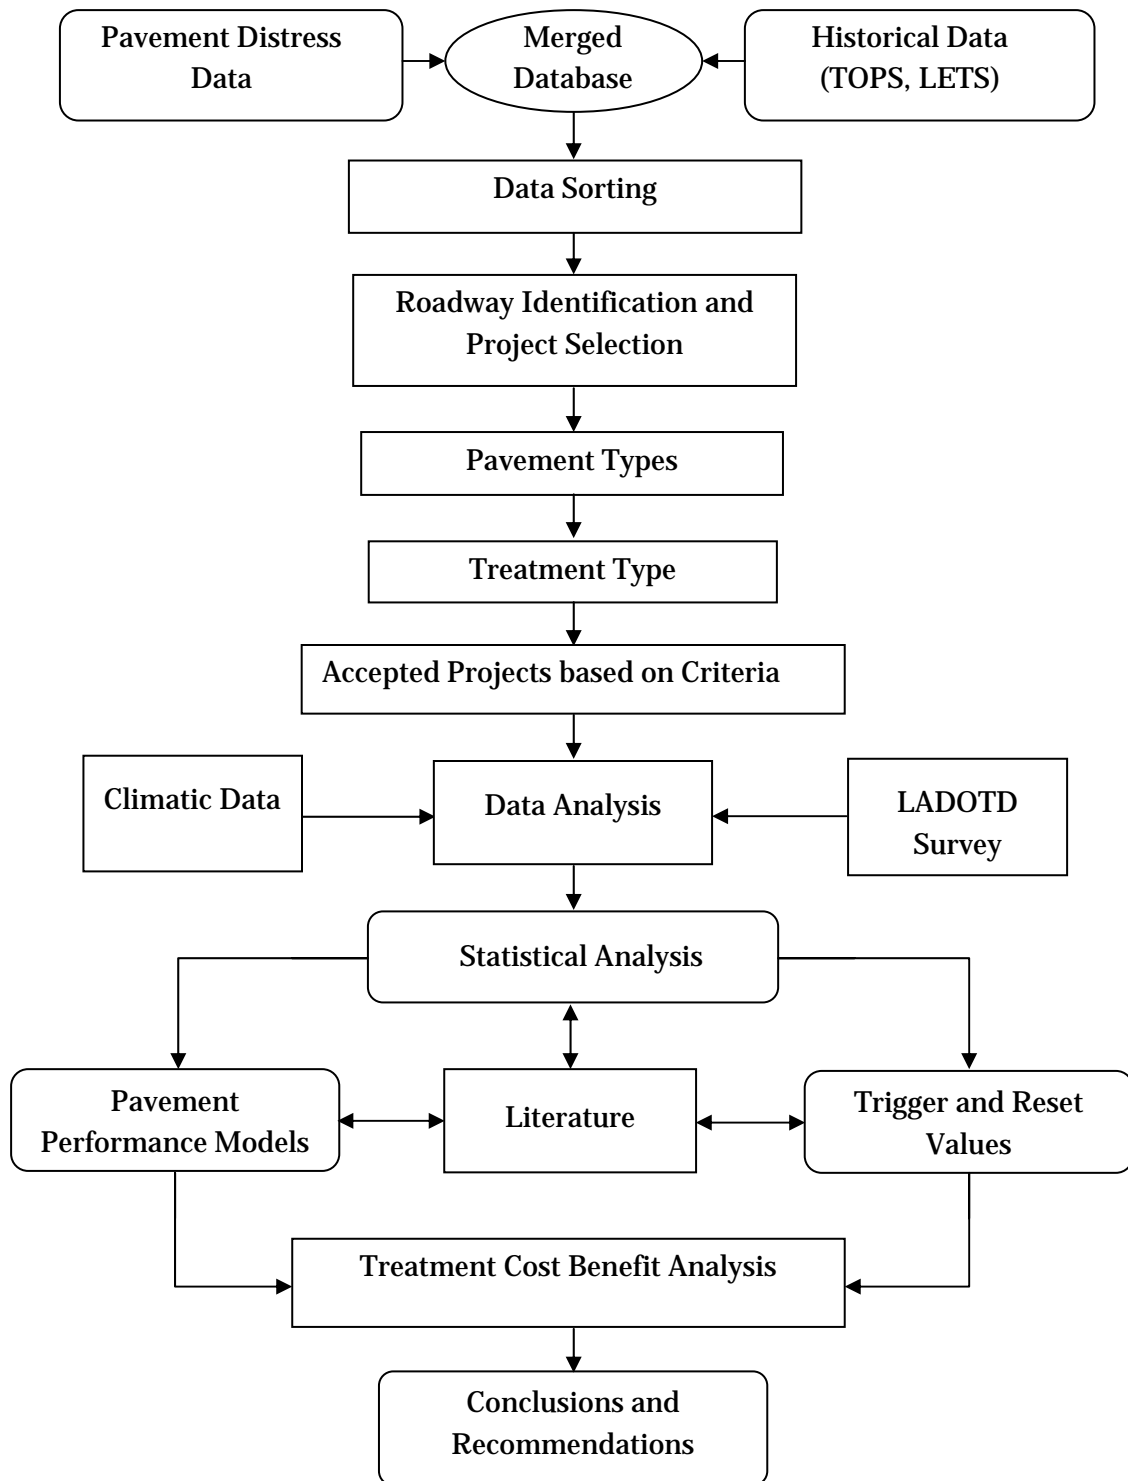 Pavement Distress
Data
Merged
Database
Historical Data
(TOPS, LETS)
Data Sorting
Roadway Identification and
Project Selection
Pavement Types
Treatment Type
Accepted Projects based on Criteria
Climatic Data
Data Analysis
LADOTD
Survey
Statistical Analysis
Pavement
Performance Models
Literature
Trigger and Reset
Values
Treatment Cost Benefit Analysis
Conclusions and
Recommendations